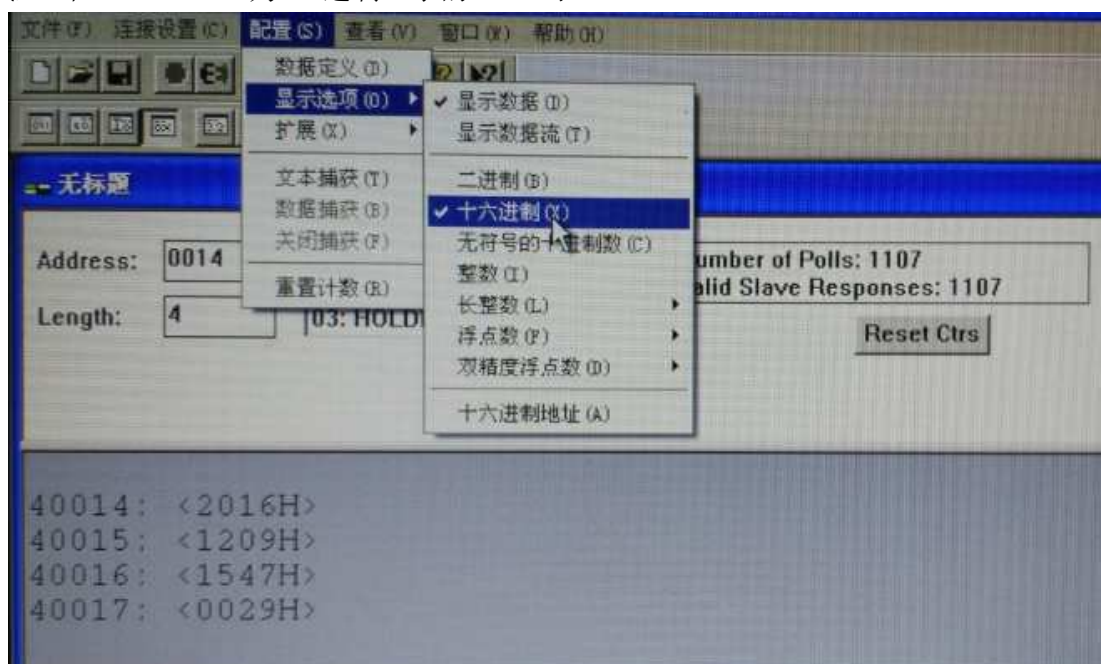 文件(F) 连接设置(C) 配置(S) 查看(V) 窗口(W) 帮助(H)
数据定义(D)
显示选项(O)
扩展(X)
文本捕获(T)
数据捕获(B)
关闭捕获(F)
重置计数(R)
显示数据(D)
显示数据流(T)
二进制(B)
十六进制(X)
无符号的十进制数(C)
整数(I)
长整数(L)
浮点数(F)
双精度浮点数(D)
十六进制地址(A)
无标题
Address: 0014
umber of Polls: 1107
alid Slave Responses: 1107
Length: 4
03: HOLD
Reset Ctrs
40014: <2016H>
40015: <1209H>
40016: <1547H>
40017: <0029H>